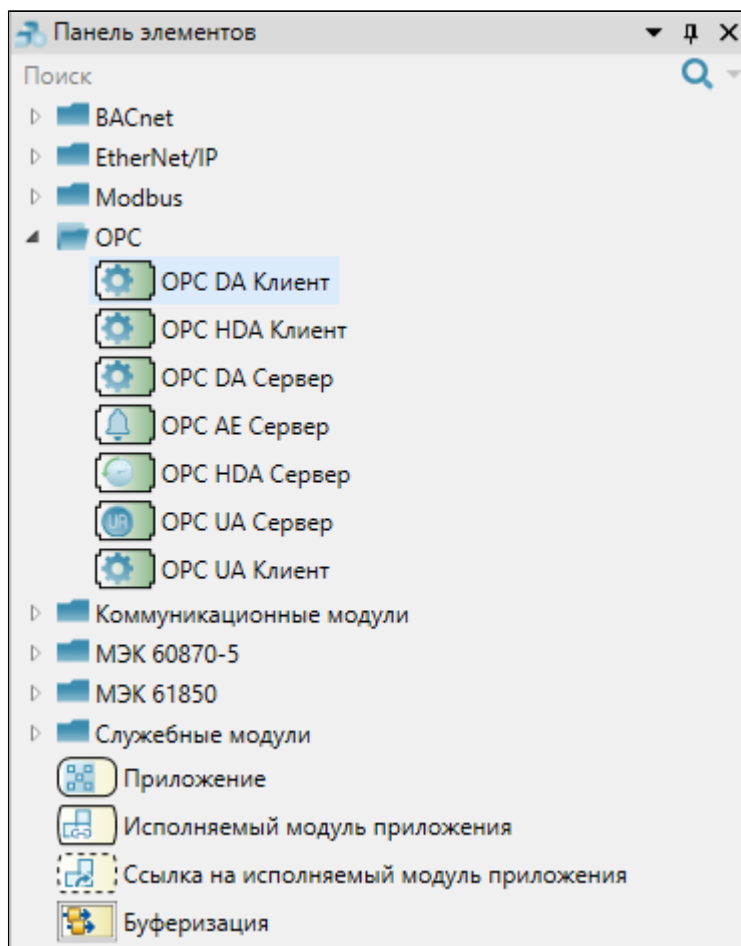 Панель элементов
Поиск
BACnet
EtherNet/IP
Modbus
OPC
OPC DA Клиент
OPC HDA Клиент
OPC DA Сервер
OPC AE Сервер
OPC HDA Сервер
UA OPC UA Сервер
OPC UA Клиент
Коммуникационные модули
МЭК 60870-5
МЭК 61850
Служебные модули
Приложение
Исполняемый модуль приложения
Ссылка на исполняемый модуль приложения
Буферизация